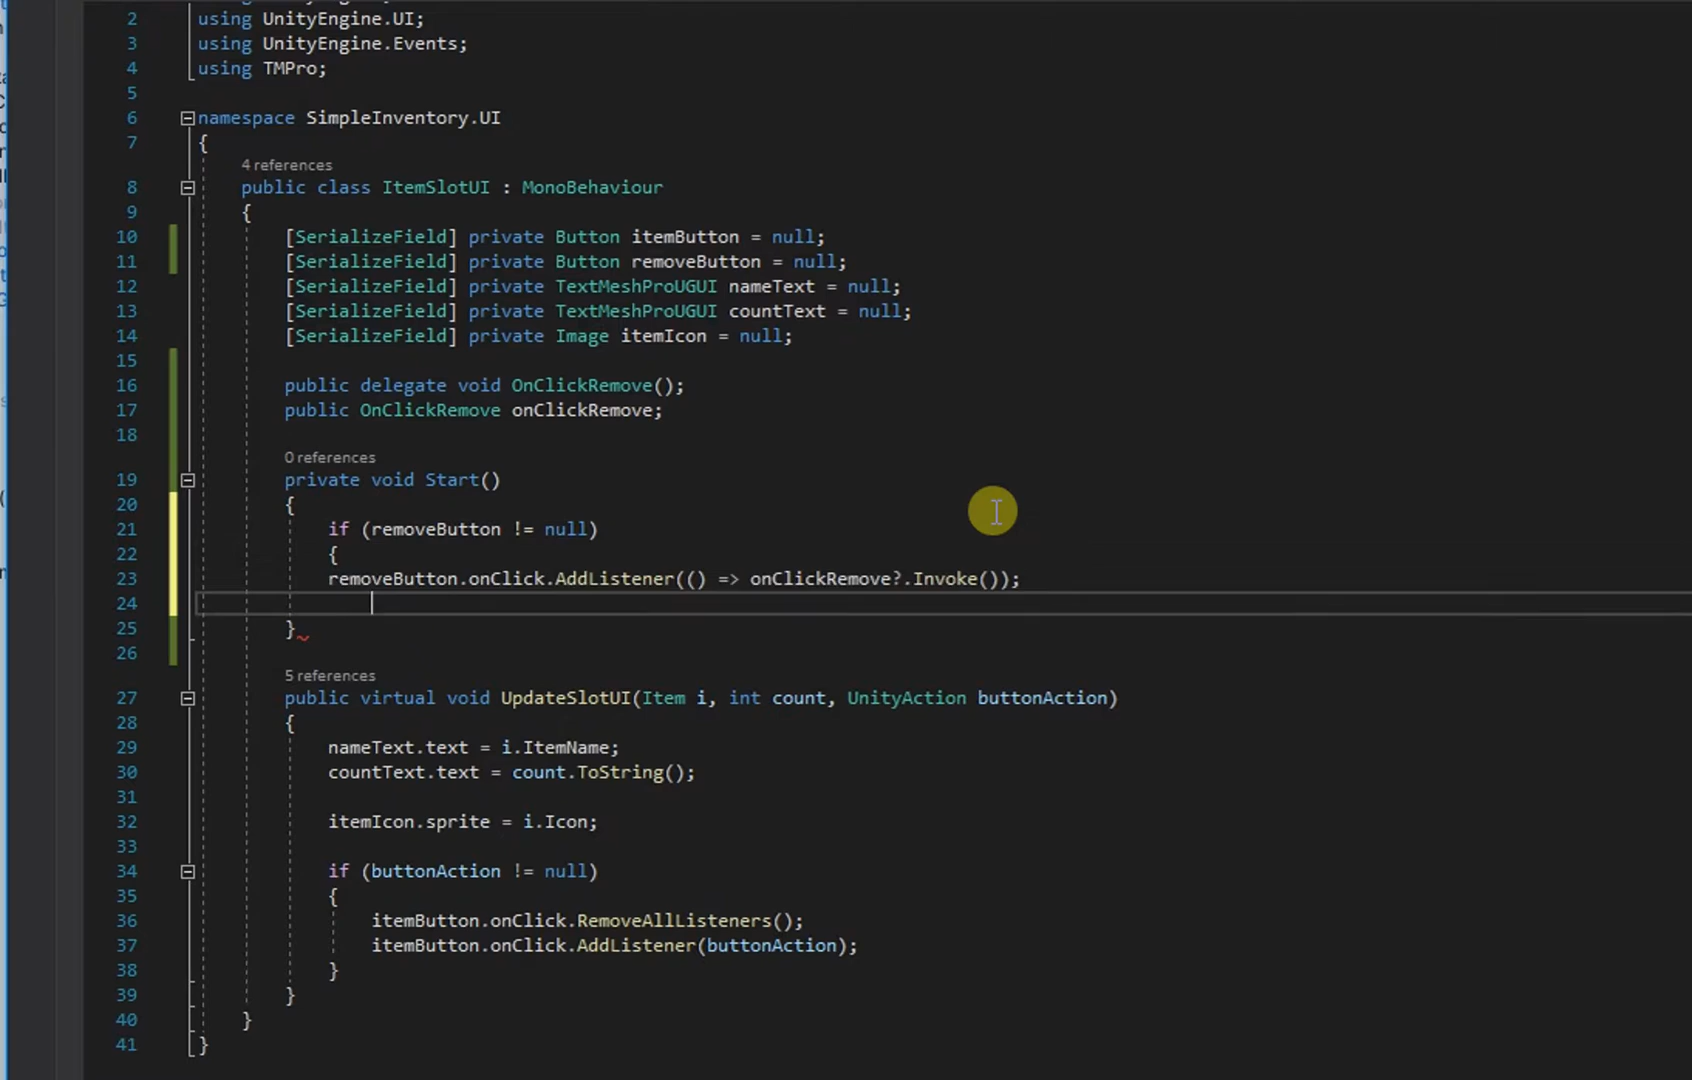 2 using UnityEngine.UI;
3 using UnityEngine.Events;
4 using TMPro;
5
6 namespace SimpleInventory.UI
7 {
4 references
8 public class ItemSlotUI : MonoBehaviour
9 {
10 [SerializeField] private Button itemButton = null;
11 [SerializeField] private Button removeButton = null;
12 [SerializeField] private TextMeshProUGUI nameText = null;
13 [SerializeField] private TextMeshProUGUI countText = null;
14 [SerializeField] private Image itemIcon = null;
15
16 public delegate void OnClickRemove();
17 public OnClickRemove onClickRemove;
18
0 references
19 private void Start()
20 {
21 if (removeButton != null)
22 {
23 removeButton.onClick.AddListener(() => onClickRemove?.Invoke());
24
25 }
26
5 references
27 public virtual void UpdateSlotUI(Item i, int count, UnityAction buttonAction)
28 {
29 nameText.text = i.ItemName;
30 countText.text = count.ToString();
31
32 itemIcon.sprite = i.Icon;
33
34 if (buttonAction != null)
35 {
36 itemButton.onClick.RemoveAllListeners();
37 itemButton.onClick.AddListener(buttonAction);
38 }
39 }
40 }
41 }